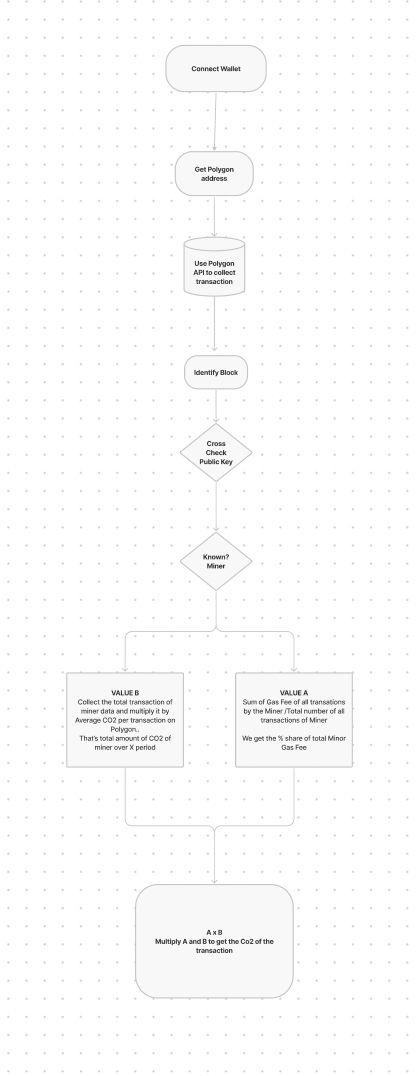 Connect Wallet
Get Polygon
address
Use Polygon
API to collect
transaction
Identify Block
Cross
Check
Public Key
Known?
Miner
VALUE B
Collect the total transaction of
miner data and multiply it by
Average CO2 per transaction on
Polygon..
That's total amount of CO2 of
miner over X period
VALUE A
Sum of Gas Fee of all transations
by the Miner /Total number of all
transactions of Miner
We get the % share of total Minor
Gas Fee
A x B
Multiply A and B to get the Co2 of the
transaction